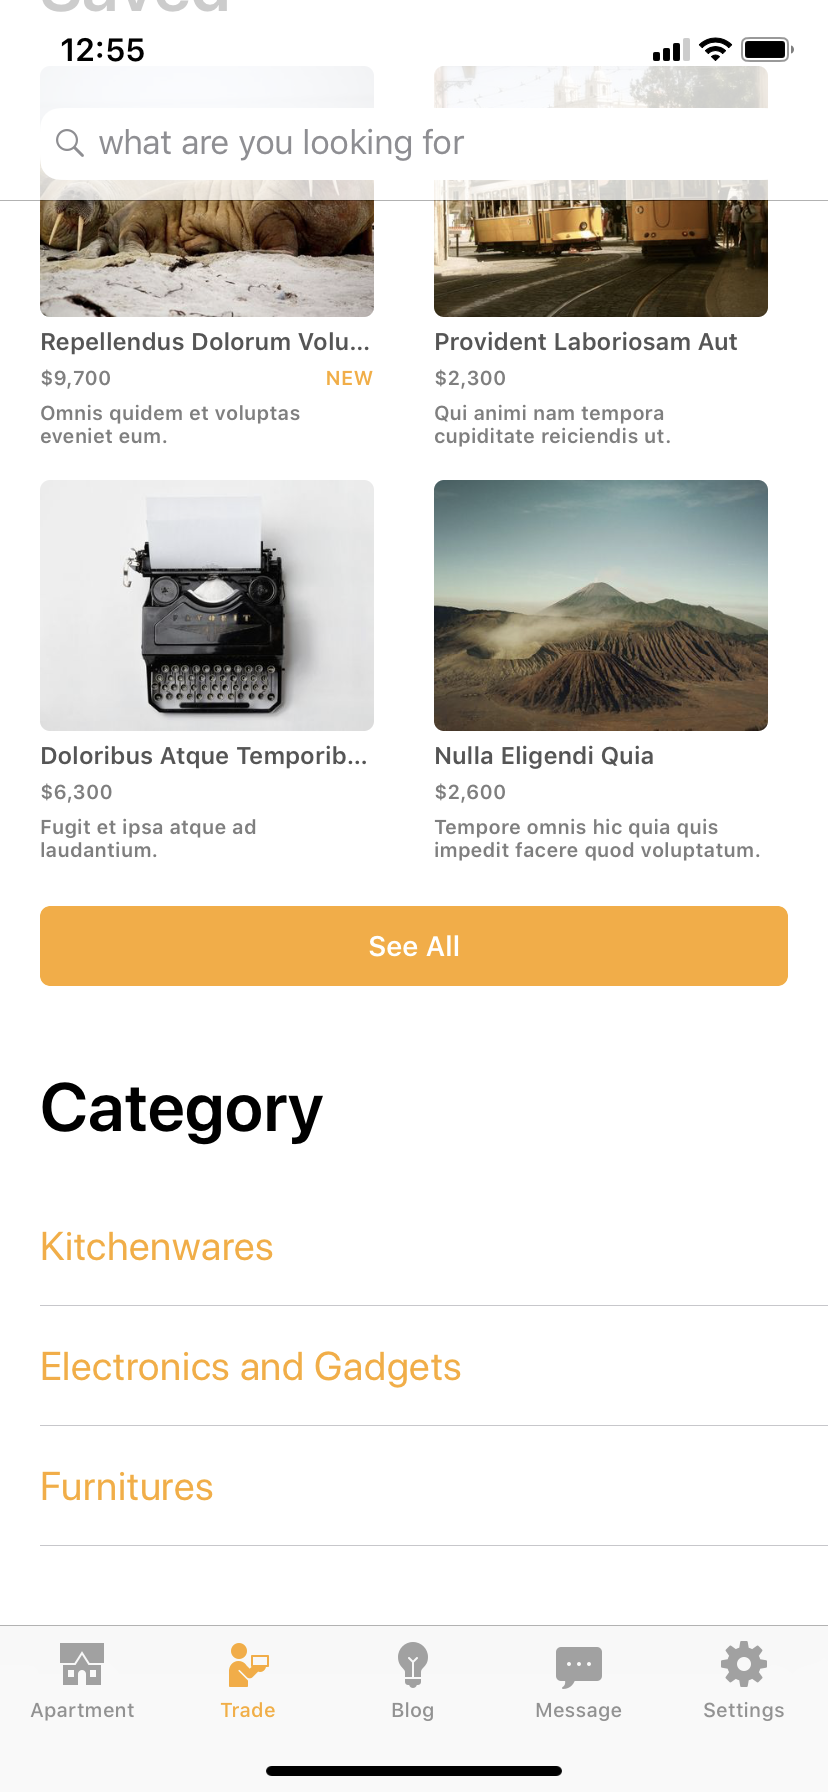 Saved
12:55
what are you looking for
Repellendus Dolorum Volu...
Provident Laboriosam Aut
$9,700
NEW
$2,300
Omnis quidem et voluptas
eveniet eum.
Qui animi nam tempora
cupiditate reiciendis ut.
Doloribus Atque Temporib...
Nulla Eligendi Quia
$6,300
$2,600
Fugit et ipsa atque ad
laudantium.
Tempore omnis hic quia quis
impedit facere quod voluptatum.
See All
Category
Kitchenwares
Electronics and Gadgets
Furnitures
Apartment
Trade
Blog
Message
Settings